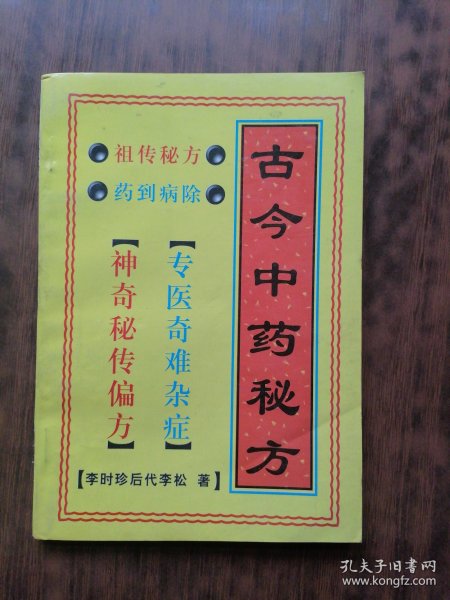 古今中药秘方
祖传秘方
药到病除
【专医奇难杂症】
【神奇秘传偏方】
【李时珍后代李松 著】
孔夫子旧书网
www.kongfz.com